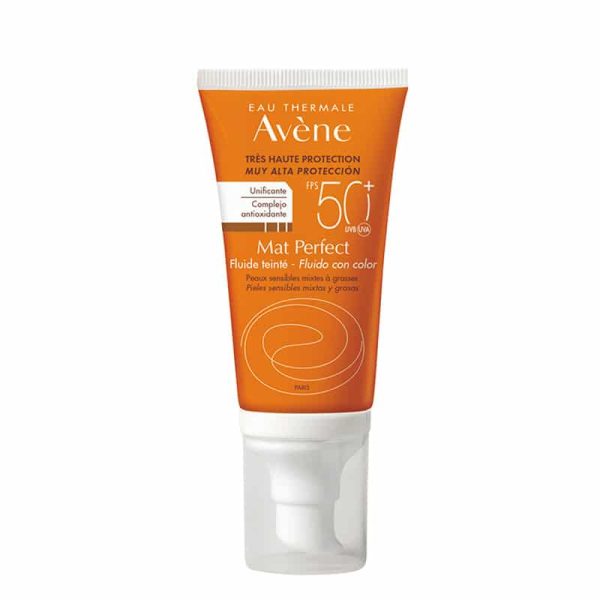 EAU THERMALE
Avène
TRÈS HAUTE PROTECTION
MUY ALTA PROTECCIÓN
Unificante
Complejo
antioxidante
FPS 50+
UVB UVA
Mat Perfect
Fluide teinté - Fluido con color
Peaux sensibles mixtes à grasses
Pieles sensibles mixtas y grasas
PARIS